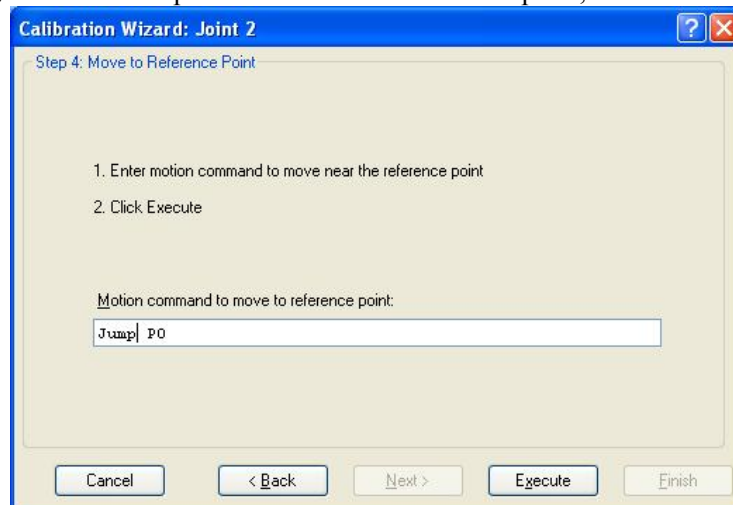 Calibration Wizard: Joint 2
Step 4: Move to Reference Point
1. Enter motion command to move near the reference point
2. Click Execute
Motion command to move to reference point:
Jump P0
Cancel
< Back
Next >
Execute
Finish